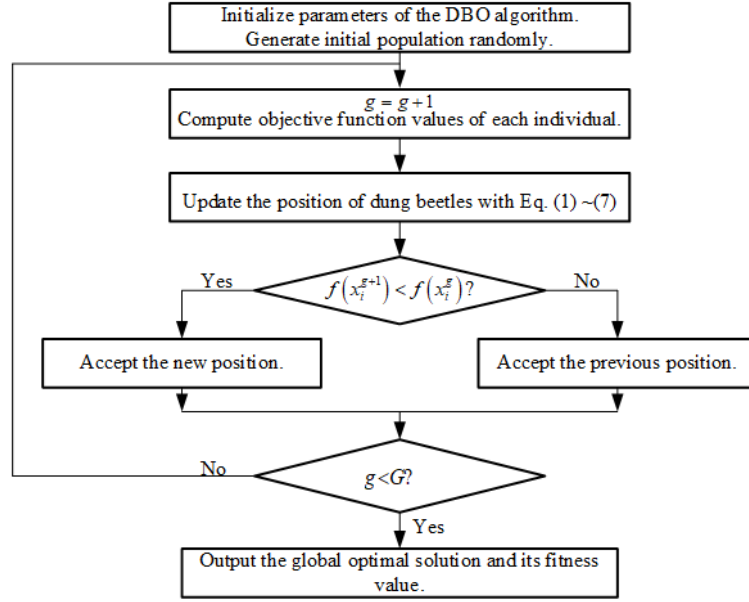 Initialize parameters of the DBO algorithm.
Generate initial population randomly.
g = g+1
Compute objective function values of each individual.
Update the position of dung beetles with Eq. (1) ~(7)
Yes
f(x_i^{g+1}) < f(x_i^g)?
No
Accept the new position.
Accept the previous position.
No
g<G?
Yes
Output the global optimal solution and its fitness
value.